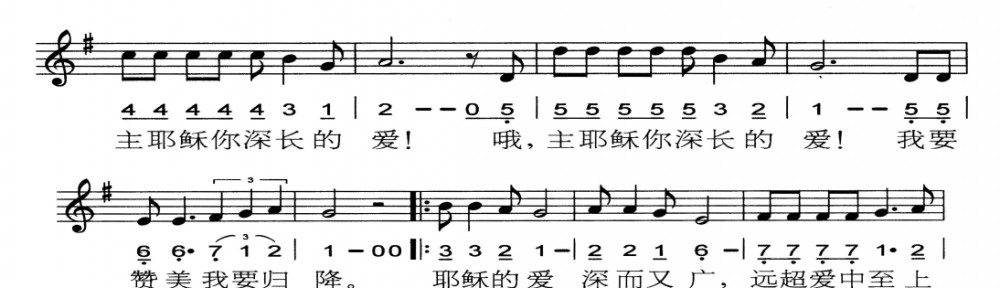 4 4 4 4 4 3 1 | 2 – – 0 5 | 5 5 5 5 5 3 2 | 1 – – 5 5 |
主耶稣你深长的 爱! 哦,主耶稣你深长的 爱! 我要
3 3
6 6· 7 1 2 | 1 – 0 0 ‖: 3 3 2 1 – | 2 2 1 6 – | 7 7 7 7 1· 2 |
赞美我要归 降。 耶稣的爱 深而又广,远超爱中至上